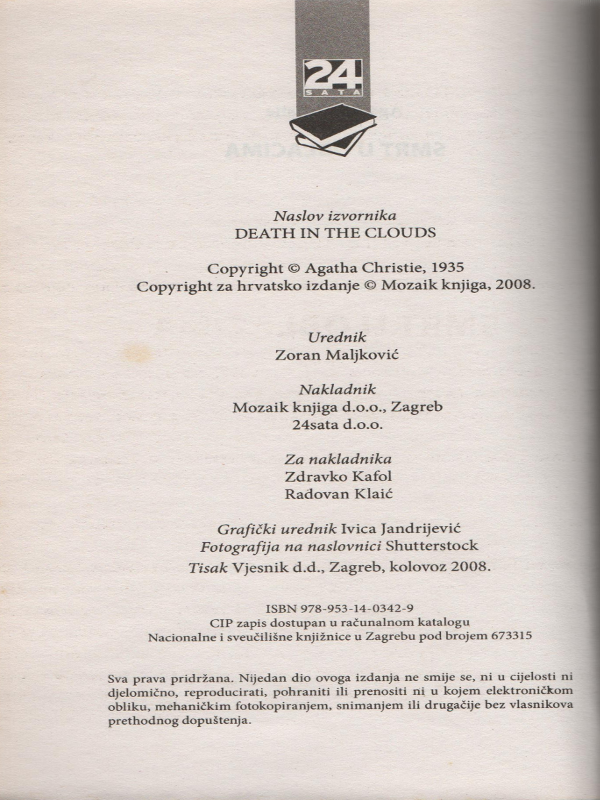 24
SATA
SMRT U OBLACIMA
Naslov izvornika
DEATH IN THE CLOUDS
Copyright © Agatha Christie, 1935
Copyright za hrvatsko izdanje © Mozaik knjiga, 2008.
Urednik
Zoran Maljković
Nakladnik
Mozaik knjiga d.o.o., Zagreb
24sata d.o.o.
Za nakladnika
Zdravko Kafol
Radovan Klaić
Grafički urednik Ivica Jandrijević
Fotografija na naslovnici Shutterstock
Tisak Vjesnik d.d., Zagreb, kolovoz 2008.
ISBN 978-953-14-0342-9
CIP zapis dostupan u računalnom katalogu
Nacionalne i sveučilišne knjižnice u Zagrebu pod brojem 673315
Sva prava pridržana. Nijedan dio ovoga izdanja ne smije se, ni u cijelosti ni
djelomično, reproducirati, pohraniti ili prenositi ni u kojem elektroničkom
obliku, mehaničkim fotokopiranjem, snimanjem ili drugačije bez vlasnikova
prethodnog dopuštenja.